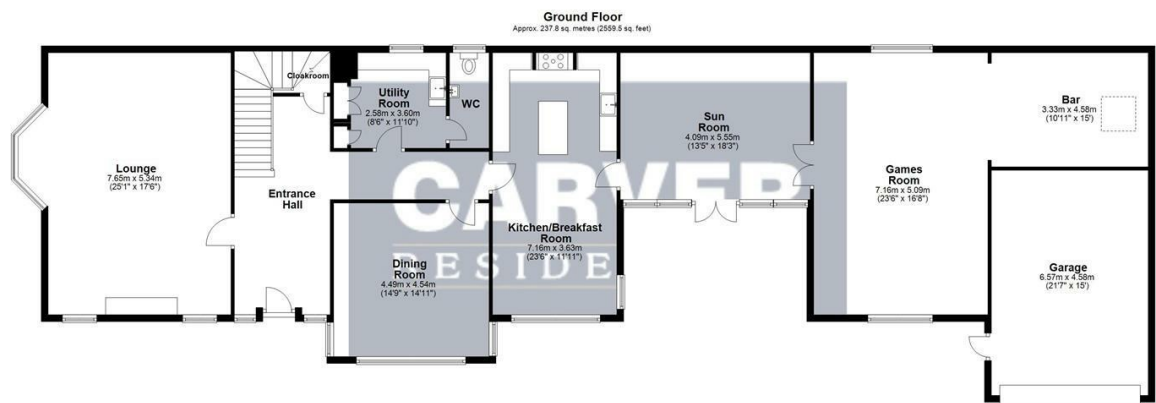 Ground Floor
Approx. 237.8 sq. metres (2559.5 sq. feet)
Cloakroom
Utility
Room
2.58m x 3.60m
(8'6" x 11'10")
WC
Sun
Room
4.09m x 5.55m
(13'5" x 18'3")
Bar
3.33m x 4.58m
(10'11" x 15')
Lounge
7.65m x 5.34m
(25'1" x 17'6")
Entrance
Hall
Games
Room
7.16m x 5.09m
(23'6" x 16'8")
CARVER
RESIDE
Kitchen/Breakfast
Room
7.16m x 3.63m
(23'6" x 11'11")
Dining
Room
4.49m x 4.54m
(14'9" x 14'11")
Garage
6.57m x 4.58m
(21'7" x 15')